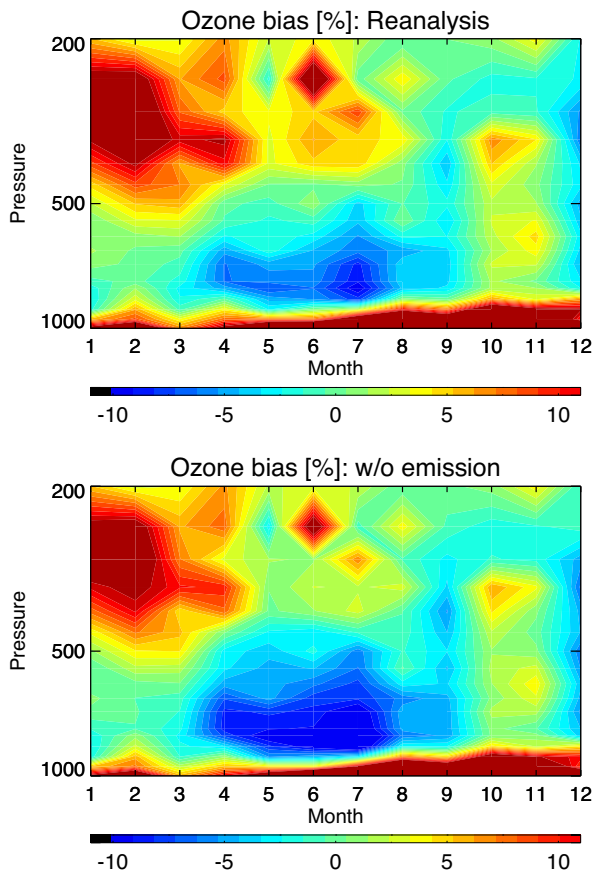 Ozone bias [%]: Reanalysis
200
500
1000
Pressure
1 2 3 4 5 6 7 8 9 10 11 12
Month
-10 -5 0 5 10
Ozone bias [%]: w/o emission
200
500
1000
Pressure
1 2 3 4 5 6 7 8 9 10 11 12
Month
-10 -5 0 5 10